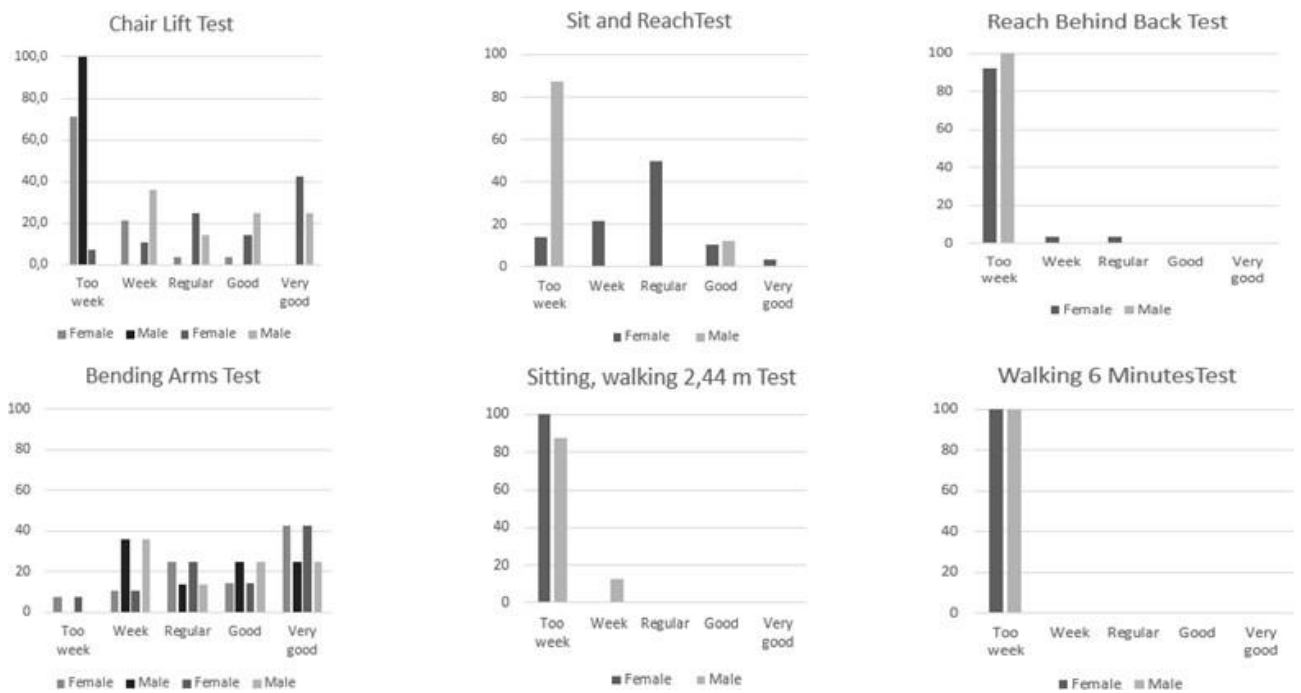 Chair Lift Test
100,0
80,0
60,0
40,0
20,0
0,0
Too week
Week
Regular
Good
Very good
Female Male Female Male
Sit and ReachTest
100
80
60
40
20
0
Too week
Week
Regular
Good
Very good
Female Male
Reach Behind Back Test
100
80
60
40
20
0
Too week
Week
Regular
Good
Very good
Female Male
Bending Arms Test
100
80
60
40
20
0
Too week
Week
Regular
Good
Very good
Female Male Female Male
Sitting, walking 2,44 m Test
100
80
60
40
20
0
Too week
Week
Regular
Good
Very good
Female Male
Walking 6 MinutesTest
100
80
60
40
20
0
Too week
Week
Regular
Good
Very good
Female Male